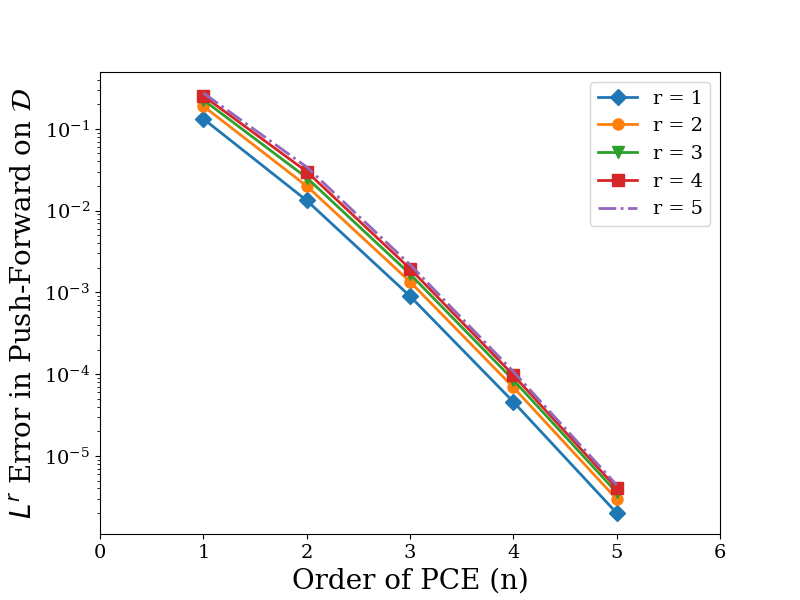 L^r Error in Push-Forward on 𝒟
10⁻¹
10⁻²
10⁻³
10⁻⁴
10⁻⁵
r = 1
r = 2
r = 3
r = 4
r = 5
0 1 2 3 4 5 6
Order of PCE (n)